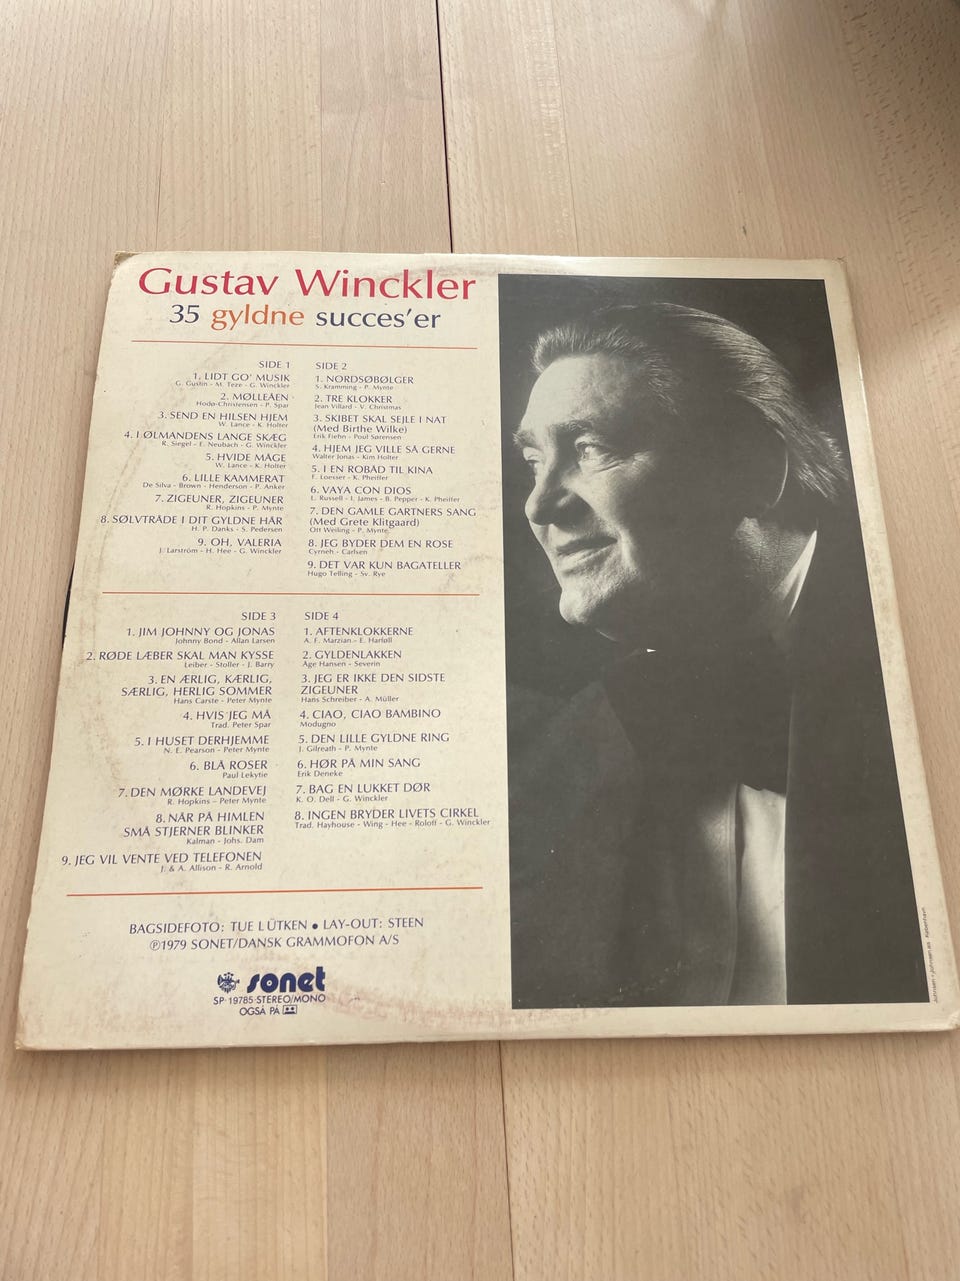 Gustav Winckler
35 gyldne succes'er
SIDE 1
1. LIDT GO' MUSIK
G. Gustin - M. Teze - G. Winckler
2. MØLLEÅEN
Hodø-Christensen - P. Spar
3. SEND EN HILSEN HJEM
W. Lance - K. Holter
4. I ØLMANDENS LANGE SKÆG
R. Siegel - E. Neubach - G. Winckler
5. HVIDE MÅGE
W. Lance - K. Holter
6. LILLE KAMMERAT
De Silva - Brown - Henderson - P. Anker
7. ZIGEUNER, ZIGEUNER
R. Hopkins - P. Mynte
8. SØLVTRÅDE I DIT GYLDNE HÅR
H. P. Danks - S. Pedersen
9. OH, VALERIA
J. Larström - H. Hee - G. Winckler
SIDE 2
1. NORDSØBØLGER
S. Kramming - P. Mynte
2. TRE KLOKKER
Jean Villard - V. Christmas
3. SKIBET SKAL SEJLE I NAT
(Med Birthe Wilke)
Erik Fiehn - Poul Sørensen
4. HJEM JEG VILLE SÅ GERNE
Walter Jonas - Kim Holter
5. I EN ROBÅD TIL KINA
F. Loesser - K. Pheiffer
6. VAYA CON DIOS
L. Russell - I. James - B. Pepper - K. Pheiffer
7. DEN GAMLE GARTNERS SANG
(Med Grete Klitgaard)
Ott Weiling - P. Mynte
8. JEG BYDER DEM EN ROSE
Cyrneh - Carlsen
9. DET VAR KUN BAGATELLER
Hugo Telling - Sv. Rye
SIDE 3
1. JIM JOHNNY OG JONAS
Johnny Bond - Allan Larsen
2. RØDE LÆBER SKAL MAN KYSSE
Leiber - Stoller - J. Barry
3. EN ÆRLIG, KÆRLIG,
SÆRLIG, HERLIG SOMMER
Hans Carste - Peter Mynte
4. HVIS JEG MÅ
Trad. Peter Spar
5. I HUSET DERHJEMME
N. E. Pearson - Peter Mynte
6. BLÅ ROSER
Paul Lekytie
7. DEN MØRKE LANDEVEJ
R. Hopkins - Peter Mynte
8. NÅR PÅ HIMLEN
SMÅ STJERNER BLINKER
Kalman - Johs. Dam
9. JEG VIL VENTE VED TELEFONEN
J. & A. Allison - R. Arnold
SIDE 4
1. AFTENKLOKKERNE
A. F. Marzian - E. Harføll
2. GYLDENLAKKEN
Åge Hansen - Severin
3. JEG ER IKKE DEN SIDSTE
ZIGEUNER
Hans Schreiber - A. Müller
4. CIAO, CIAO BAMBINO
Modugno
5. DEN LILLE GYLDNE RING
J. Gilreath - P. Mynte
6. HØR PÅ MIN SANG
Erik Deneke
7. BAG EN LUKKET DØR
K. O. Dell - G. Winckler
8. INGEN BRYDER LIVETS CIRKEL
Trad. Hayhouse - Wing - Hee - Roloff - G. Winckler
BAGSIDEFOTO: TUE LÜTKEN • LAY-OUT: STEEN
℗1979 SONET/DANSK GRAMMOFON A/S
sonet
SP-19785 STEREO/MONO
OGSÅ PÅ